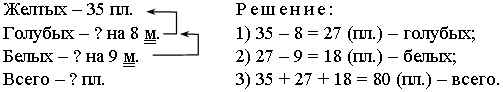 Желтых – 35 пл.
Голубых – ? на 8 м.
Белых – ? на 9 м.
Всего – ? пл.
Решение:
1) 35 – 8 = 27 (пл.) – голубых;
2) 27 – 9 = 18 (пл.) – белых;
3) 35 + 27 + 18 = 80 (пл.) – всего.